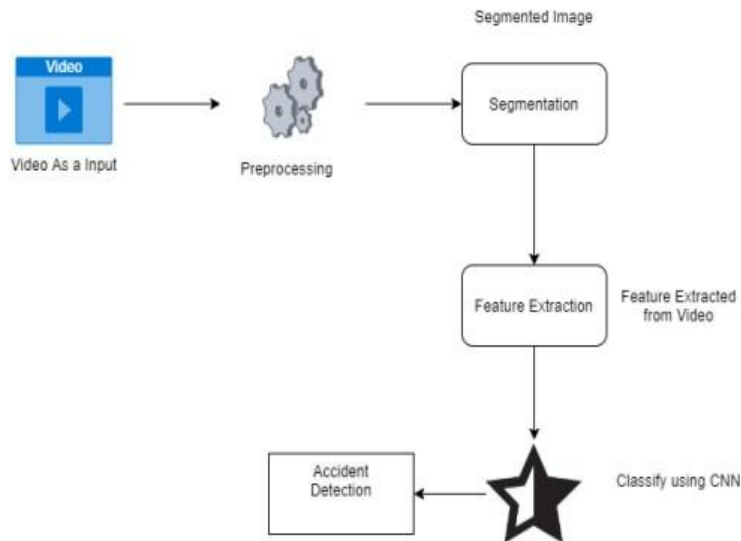 Segmented Image
Video
Segmentation
Video As a Input
Preprocessing
Feature Extraction
Feature Extracted
from Video
Accident
Detection
Classify using CNN